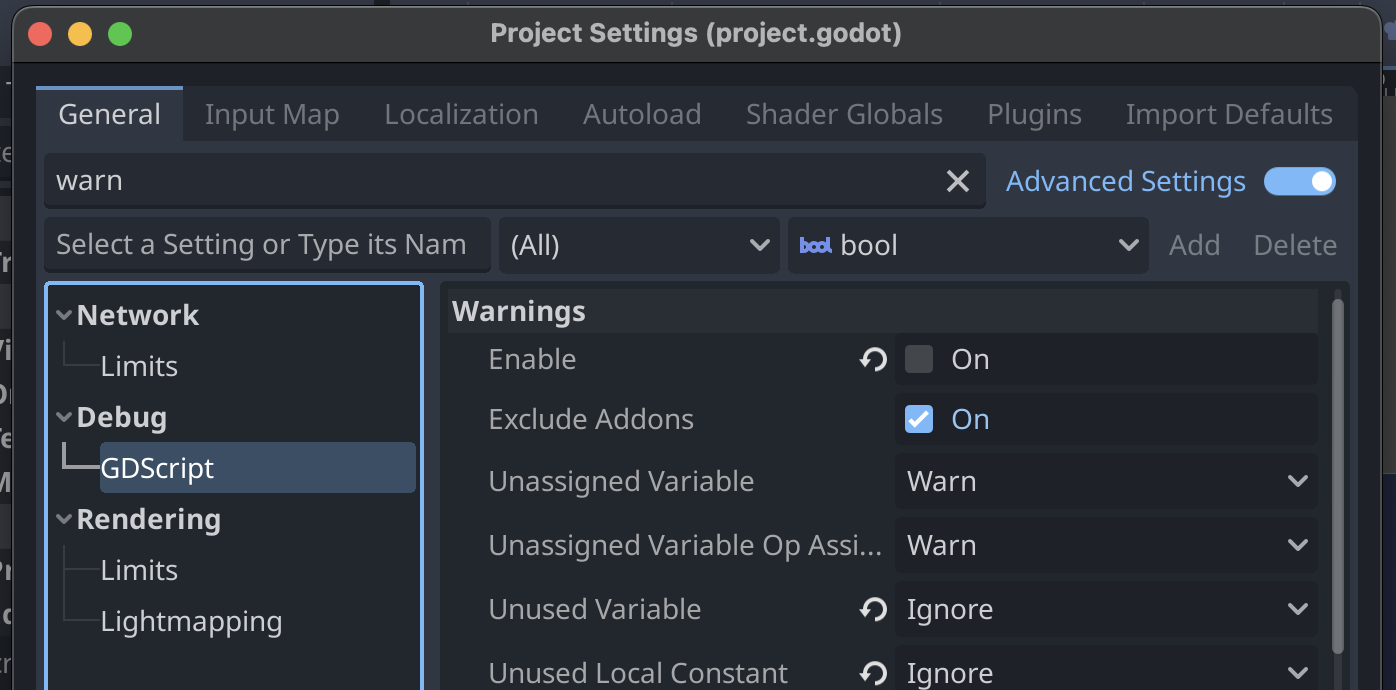 Project Settings (project.godot)
General Input Map Localization Autoload Shader Globals Plugins Import Defaults
warn Advanced Settings
Select a Setting or Type its Nam (All) bool bool Add Delete
Network
Limits
Debug
GDScript
Rendering
Limits
Lightmapping
Warnings
Enable On
Exclude Addons On
Unassigned Variable Warn
Unassigned Variable Op Assi... Warn
Unused Variable Ignore
Unused Local Constant Ignore